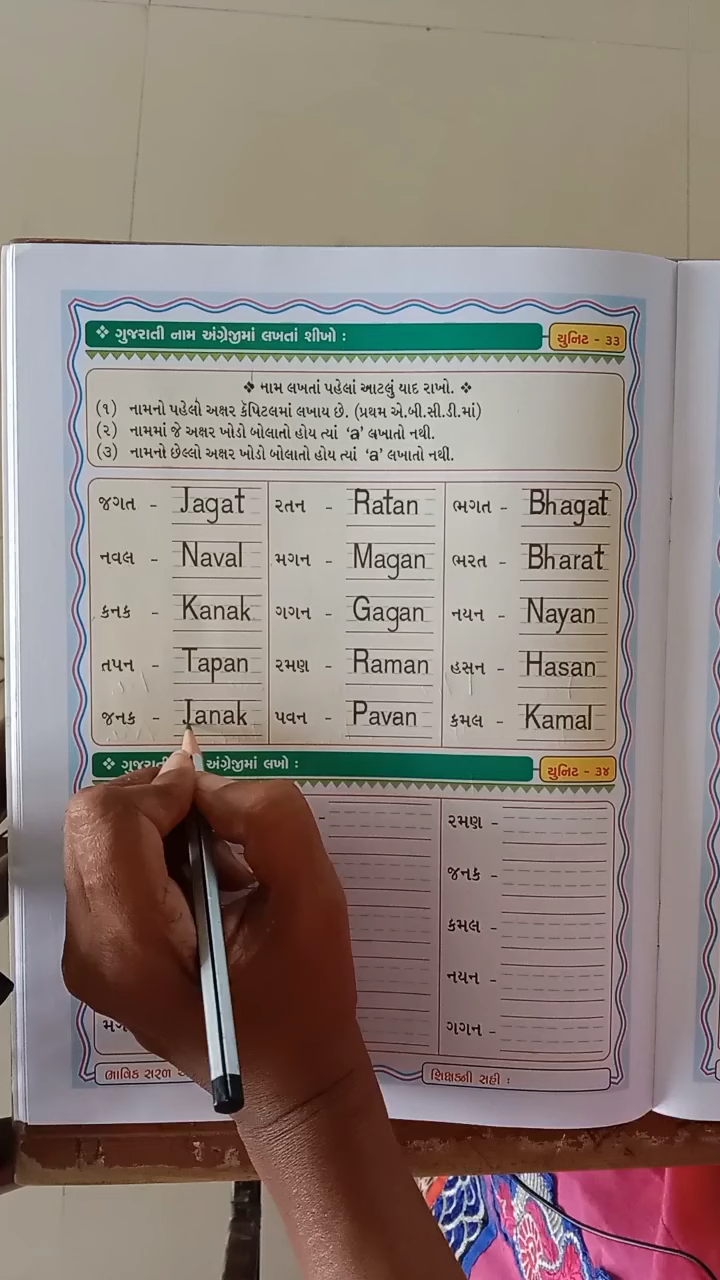 ❖ ગુજરાતી નામ અંગ્રેજીમાં લખતાં શીખો :
યુનિટ - ૩૩
❖ નામ લખતાં પહેલાં આટલું યાદ રાખો. ❖
(૧) નામનો પહેલો અક્ષર કૅપિટલમાં લખાય છે. (પ્રથમ એ.બી.સી.ડી.માં)
(૨) નામમાં જે અક્ષર ખોડો બોલાતો હોય ત્યાં ‘a’ લખાતો નથી.
(૩) નામનો છેલ્લો અક્ષર ખોડો બોલાતો હોય ત્યાં ‘a’ લખાતો નથી.
જગત - Jagat રતન - Ratan ભગત - Bhagat
નવલ - Naval મગન - Magan ભરત - Bharat
કનક - Kanak ગગન - Gagan નયન - Nayan
તપન - Tapan રમણ - Raman હસન - Hasan
જનક - Janak પવન - Pavan કમલ - Kamal
❖ અંગ્રેજીમાં લખો :
યુનિટ - ૩૪
રમણ -
જનક -
કમલ -
નયન -
ગગન -
ભાવિક સરળ
શિક્ષકની સહી :